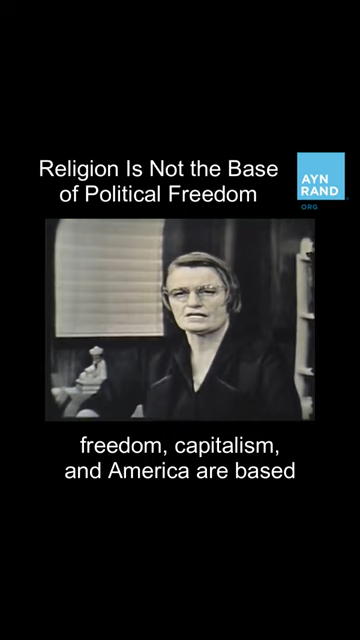 Religion Is Not the Base
of Political Freedom
AYN
RAND
ORG
freedom, capitalism,
and America are based